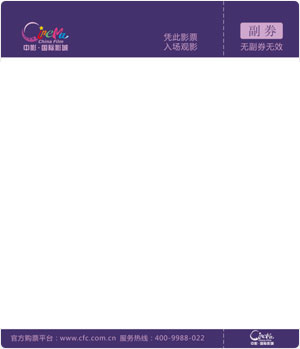 CineMa
China Film
中影·国际影城
凭此影票
入场观影
副券
无副券无效
官方购票平台：www.cfc.com.cn 服务热线：400-9988-022
中影·国际影城